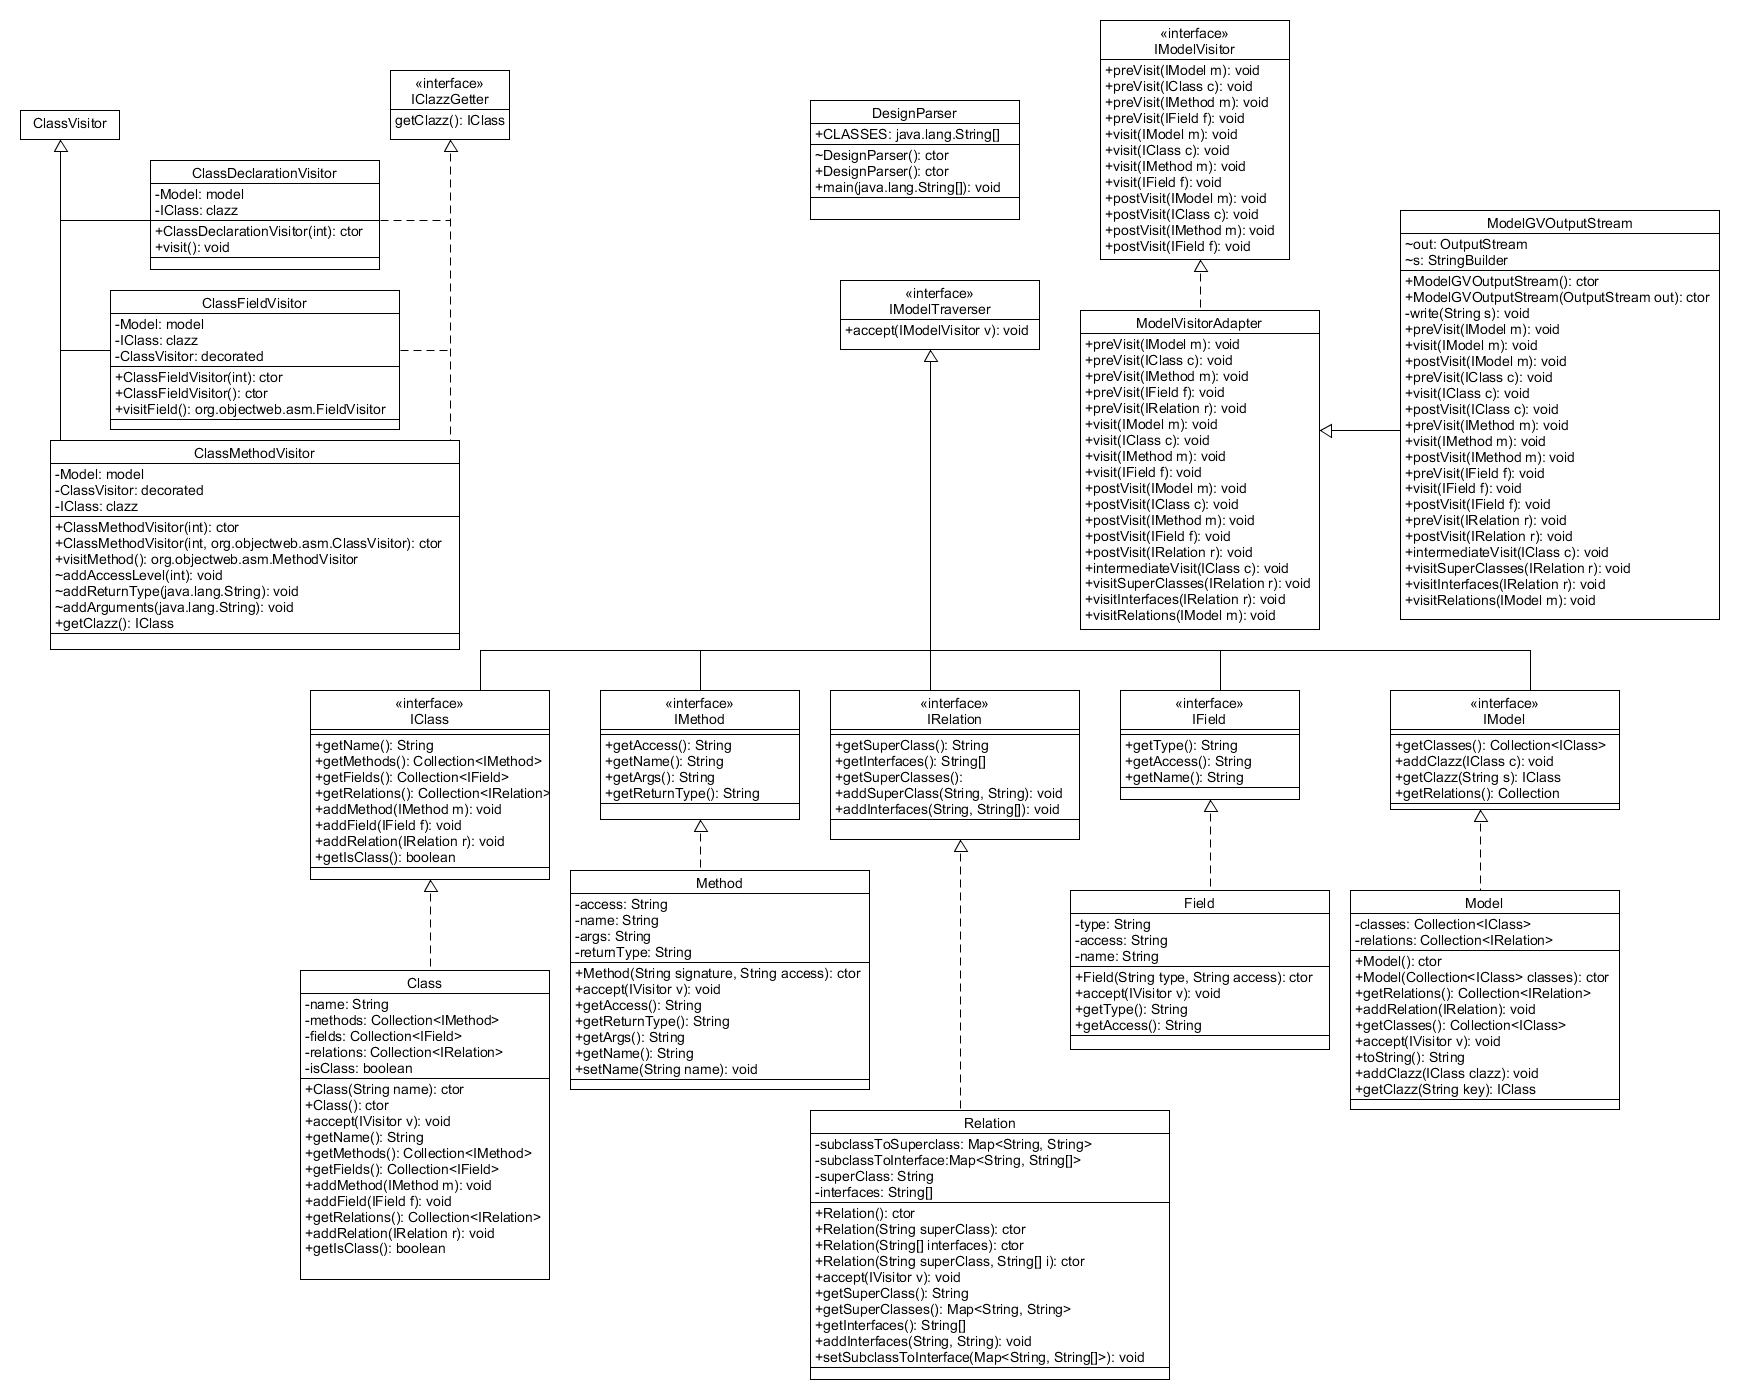 ClassVisitor
«interface»
IClazzGetter
getClazz(): IClass
ClassDeclarationVisitor
-Model: model
-IClass: clazz
+ClassDeclarationVisitor(int): ctor
+visit(): void
ClassFieldVisitor
-Model: model
-IClass: clazz
-ClassVisitor: decorated
+ClassFieldVisitor(int): ctor
+ClassFieldVisitor(): ctor
+visitField(): org.objectweb.asm.FieldVisitor
ClassMethodVisitor
-Model: model
-ClassVisitor: decorated
-IClass: clazz
+ClassMethodVisitor(int): ctor
+ClassMethodVisitor(int, org.objectweb.asm.ClassVisitor): ctor
+visitMethod(): org.objectweb.asm.MethodVisitor
~addAccessLevel(int): void
~addReturnType(java.lang.String): void
~addArguments(java.lang.String): void
+getClazz(): IClass
DesignParser
+CLASSES: java.lang.String[]
~DesignParser(): ctor
+DesignParser(): ctor
+main(java.lang.String[]): void
«interface»
IModelTraverser
+accept(IModelVisitor v): void
«interface»
IModelVisitor
+preVisit(IModel m): void
+preVisit(IClass c): void
+preVisit(IMethod m): void
+preVisit(IField f): void
+visit(IModel m): void
+visit(IClass c): void
+visit(IMethod m): void
+visit(IField f): void
+postVisit(IModel m): void
+postVisit(IClass c): void
+postVisit(IMethod m): void
+postVisit(IField f): void
ModelVisitorAdapter
+preVisit(IModel m): void
+preVisit(IClass c): void
+preVisit(IMethod m): void
+preVisit(IField f): void
+preVisit(IRelation r): void
+visit(IModel m): void
+visit(IClass c): void
+visit(IMethod m): void
+visit(IField f): void
+postVisit(IModel m): void
+postVisit(IClass c): void
+postVisit(IMethod m): void
+postVisit(IField f): void
+postVisit(IRelation r): void
+intermediateVisit(IClass c): void
+visitSuperClasses(IRelation r): void
+visitInterfaces(IRelation r): void
+visitRelations(IModel m): void
ModelGVOutputStream
~out: OutputStream
~s: StringBuilder
+ModelGVOutputStream(): ctor
+ModelGVOutputStream(OutputStream out): ctor
-write(String s): void
+preVisit(IModel m): void
+visit(IModel m): void
+postVisit(IModel m): void
+preVisit(IClass c): void
+visit(IClass c): void
+postVisit(IClass c): void
+preVisit(IMethod m): void
+visit(IMethod m): void
+postVisit(IMethod m): void
+preVisit(IField f): void
+visit(IField f): void
+postVisit(IField f): void
+preVisit(IRelation r): void
+postVisit(IRelation r): void
+intermediateVisit(IClass c): void
+visitSuperClasses(IRelation r): void
+visitInterfaces(IRelation r): void
+visitRelations(IModel m): void
«interface»
IClass
+getName(): String
+getMethods(): Collection<IMethod>
+getFields(): Collection<IField>
+getRelations(): Collection<IRelation>
+addMethod(IMethod m): void
+addField(IField f): void
+addRelation(IRelation r): void
+getIsClass(): boolean
«interface»
IMethod
+getAccess(): String
+getName(): String
+getArgs(): String
+getReturnType(): String
«interface»
IRelation
+getSuperClass(): String
+getInterfaces(): String[]
+getSuperClasses():
+addSuperClass(String, String): void
+addInterfaces(String, String[]): void
«interface»
IField
+getType(): String
+getAccess(): String
+getName(): String
«interface»
IModel
+getClasses(): Collection<IClass>
+addClazz(IClass c): void
+getClazz(String s): IClass
+getRelations(): Collection
Class
-name: String
-methods: Collection<IMethod>
-fields: Collection<IField>
-relations: Collection<IRelation>
-isClass: boolean
+Class(String name): ctor
+Class(): ctor
+accept(IVisitor v): void
+getName(): String
+getMethods(): Collection<IMethod>
+getFields(): Collection<IField>
+addMethod(IMethod m): void
+addField(IField f): void
+getRelations(): Collection<IRelation>
+addRelation(IRelation r): void
+getIsClass(): boolean
Method
-access: String
-name: String
-args: String
-returnType: String
+Method(String signature, String access): ctor
+accept(IVisitor v): void
+getAccess(): String
+getReturnType(): String
+getArgs(): String
+getName(): String
+setName(String name): void
Relation
-subclassToSuperclass: Map<String, String>
-subclassToInterface:Map<String, String[]>
-superClass: String
-interfaces: String[]
+Relation(): ctor
+Relation(String superClass): ctor
+Relation(String[] interfaces): ctor
+Relation(String superClass, String[] i): ctor
+accept(IVisitor v): void
+getSuperClass(): String
+getSuperClasses(): Map<String, String>
+getInterfaces(): String[]
+addInterfaces(String, String): void
+setSubclassToInterface(Map<String, String[]>): void
Field
-type: String
-access: String
-name: String
+Field(String type, String access): ctor
+accept(IVisitor v): void
+getType(): String
+getAccess(): String
Model
-classes: Collection<IClass>
-relations: Collection<IRelation>
+Model(): ctor
+Model(Collection<IClass> classes): ctor
+getRelations(): Collection<IRelation>
+addRelation(IRelation): void
+getClasses(): Collection<IClass>
+accept(IVisitor v): void
+toString(): String
+addClazz(IClass clazz): void
+getClazz(String key): IClass